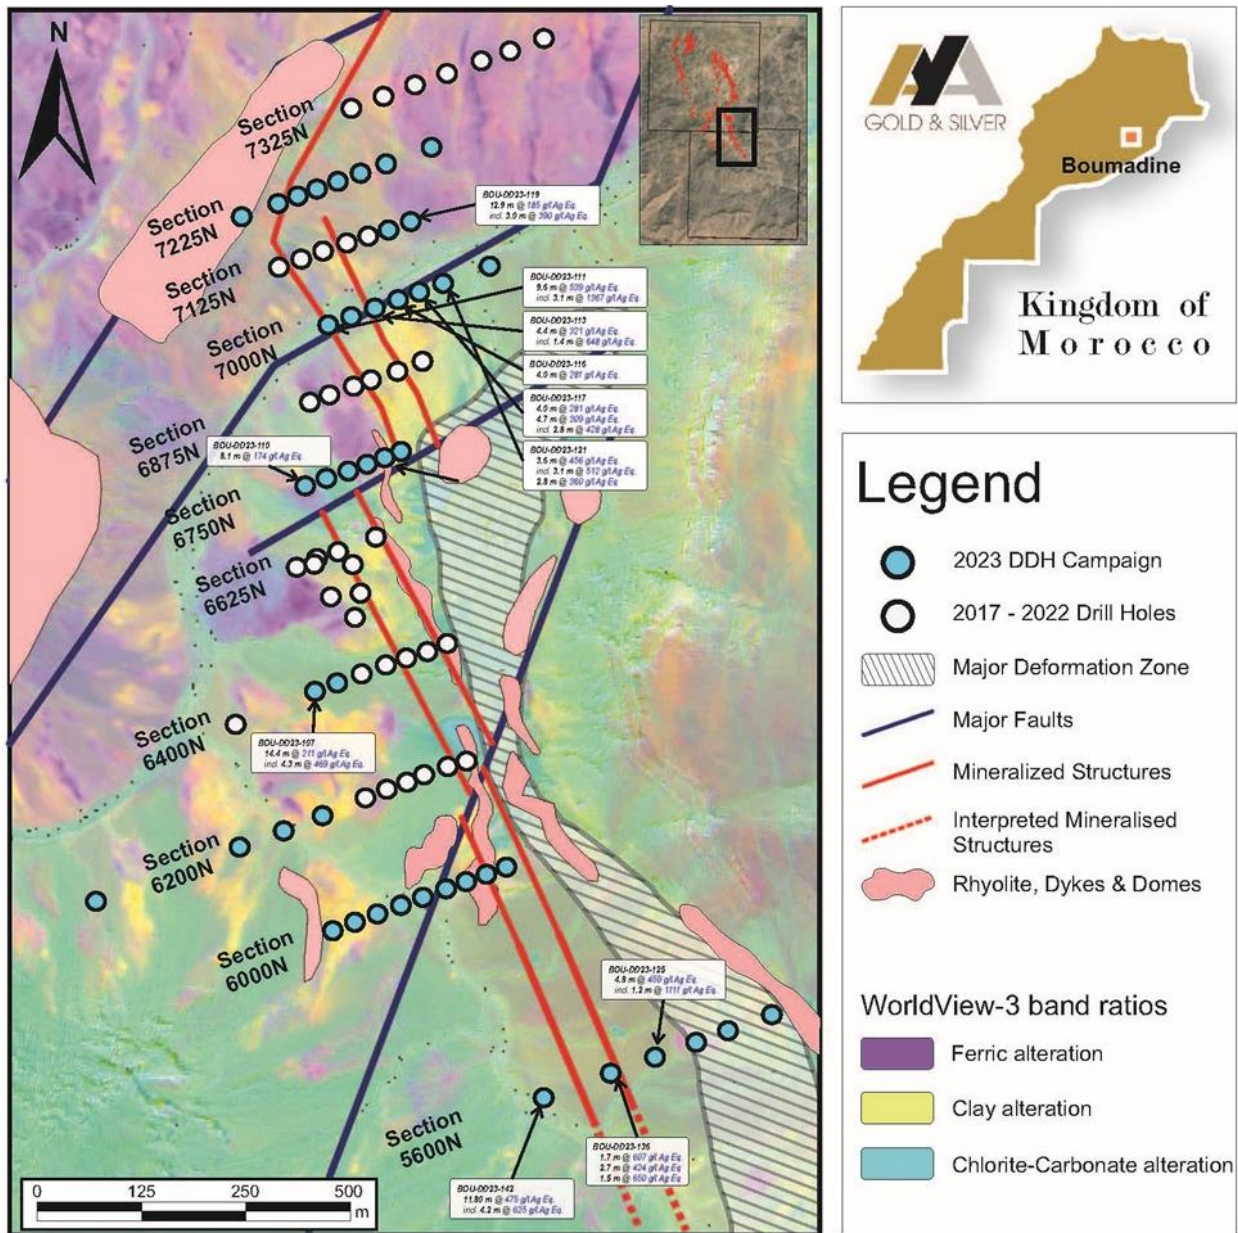 N
Section
7325N
Section
7225N
BOU-DD23-119
12.9 m @ 185 g/t Ag Eq.
incl. 3.0 m @ 390 g/t Ag Eq.
Section
7125N
BOU-DD23-111
9.6 m @ 539 g/t Ag Eq.
incl. 3.1 m @ 1367 g/t Ag Eq.
Section
7000N
BOU-DD23-113
4.4 m @ 321 g/t Ag Eq.
incl. 1.4 m @ 648 g/t Ag Eq.
BOU-DD23-116
4.0 m @ 281 g/t Ag Eq.
BOU-DD23-117
4.0 m @ 281 g/t Ag Eq.
4.7 m @ 309 g/t Ag Eq.
incl. 2.8 m @ 428 g/t Ag Eq.
Section
6875N
BOU-DD23-110
8.1 m @ 174 g/t Ag Eq.
BOU-DD23-121
3.6 m @ 456 g/t Ag Eq.
incl. 3.1 m @ 512 g/t Ag Eq.
2.8 m @ 360 g/t Ag Eq.
Section
6750N
Section
6625N
Section
6400N
BOU-DD23-107
14.4 m @ 211 g/t Ag Eq.
incl. 4.3 m @ 469 g/t Ag Eq.
Section
6200N
Section
6000N
BOU-DD23-125
4.8 m @ 459 g/t Ag Eq.
incl. 1.2 m @ 1111 g/t Ag Eq.
Section
5600N
BOU-DD23-136
1.7 m @ 607 g/t Ag Eq.
2.7 m @ 424 g/t Ag Eq.
1.5 m @ 650 g/t Ag Eq.
BOU-DD23-142
11.80 m @ 475 g/t Ag Eq.
incl. 4.2 m @ 625 g/t Ag Eq.
0 125 250 500
m
AYA
GOLD & SILVER
Boumadine
Kingdom of
Morocco
Legend
2023 DDH Campaign
2017 - 2022 Drill Holes
Major Deformation Zone
Major Faults
Mineralized Structures
Interpreted Mineralised
Structures
Rhyolite, Dykes & Domes
WorldView-3 band ratios
Ferric alteration
Clay alteration
Chlorite-Carbonate alteration